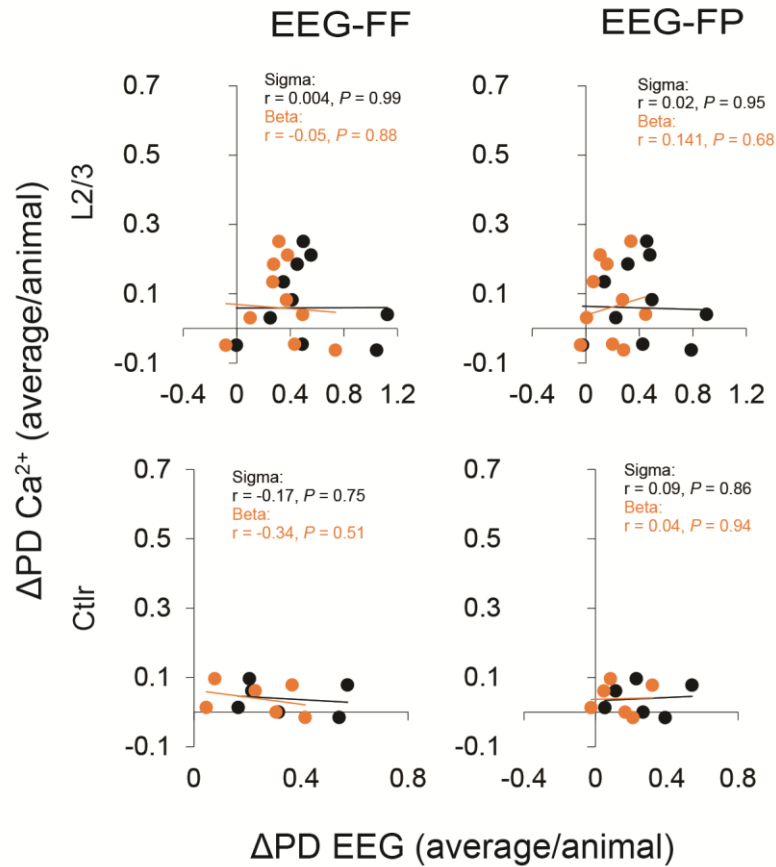 EEG-FF
EEG-FP
ΔPD Ca²⁺ (average/animal)
L2/3
0.7
0.5
0.3
0.1
-0.1
Sigma:
r = 0.004, P = 0.99
Beta:
r = -0.05, P = 0.88
-0.4 0 0.4 0.8 1.2
0.7
0.5
0.3
0.1
-0.1
Sigma:
r = 0.02, P = 0.95
Beta:
r = 0.141, P = 0.68
-0.4 0 0.4 0.8 1.2
Ctlr
0.7
0.5
0.3
0.1
-0.1
Sigma:
r = -0.17, P = 0.75
Beta:
r = -0.34, P = 0.51
0 0.4 0.8
0.7
0.5
0.3
0.1
-0.1
Sigma:
r = 0.09, P = 0.86
Beta:
r = 0.04, P = 0.94
0 0.4 0.8
ΔPD EEG (average/animal)